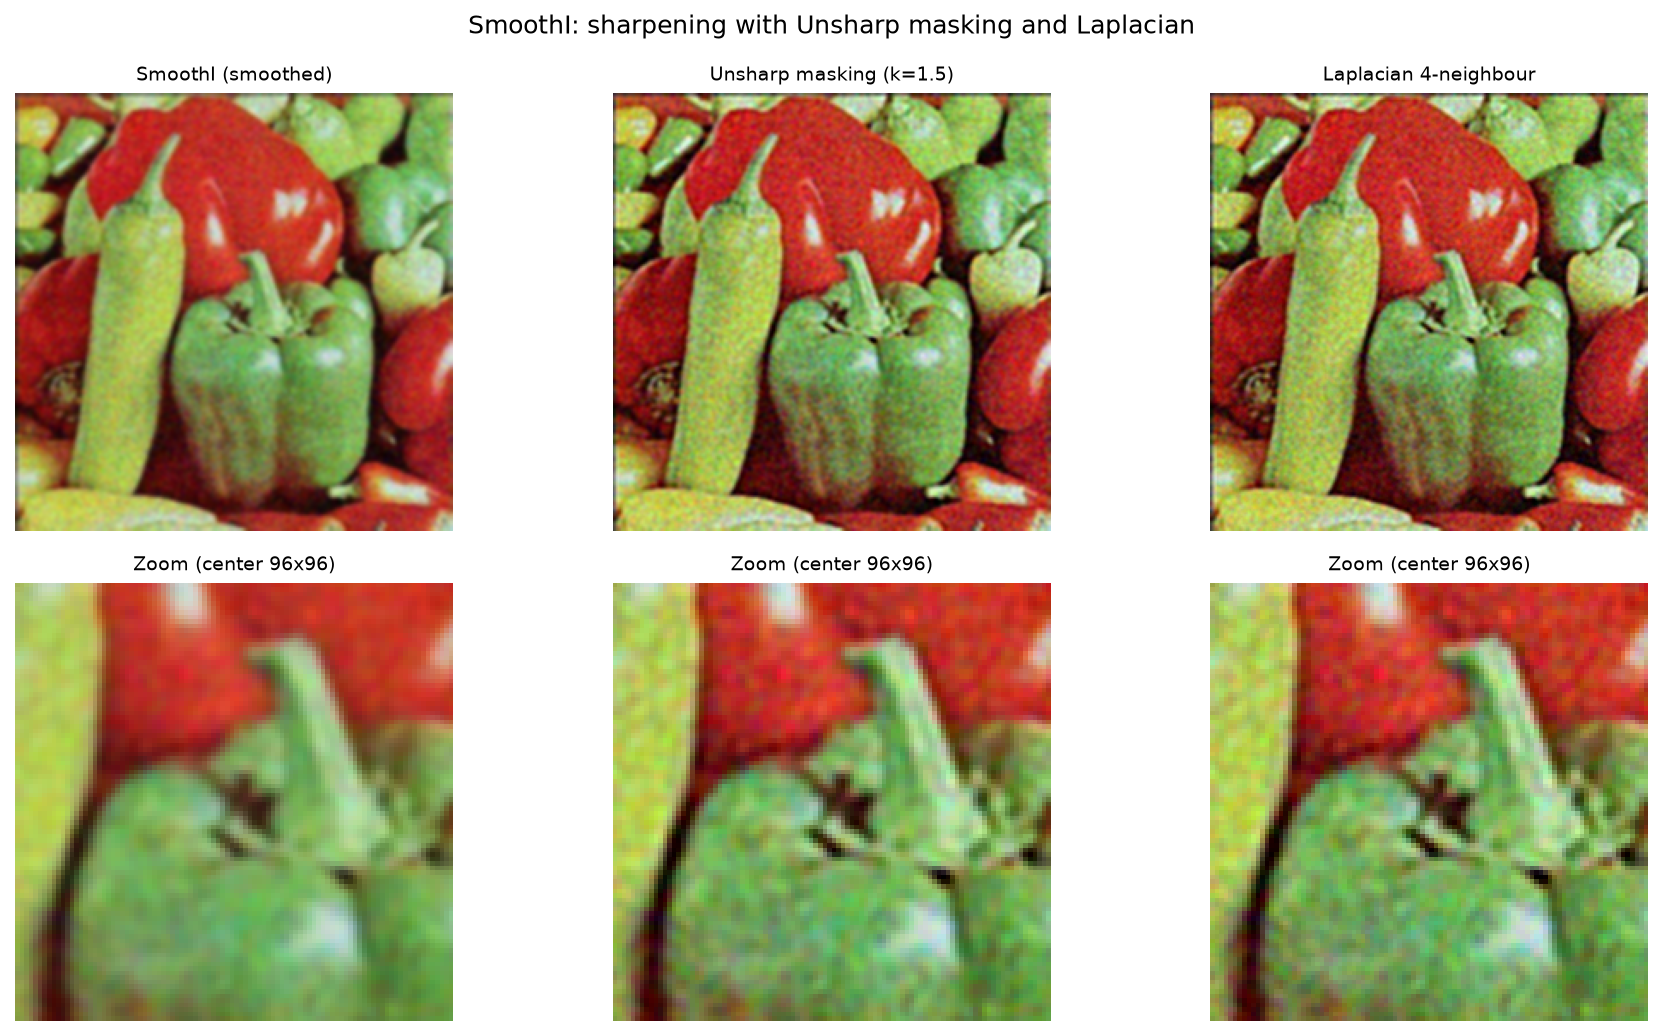 SmoothI: sharpening with Unsharp masking and Laplacian
SmoothI (smoothed)
Unsharp masking (k=1.5)
Laplacian 4-neighbour
Zoom (center 96x96)
Zoom (center 96x96)
Zoom (center 96x96)